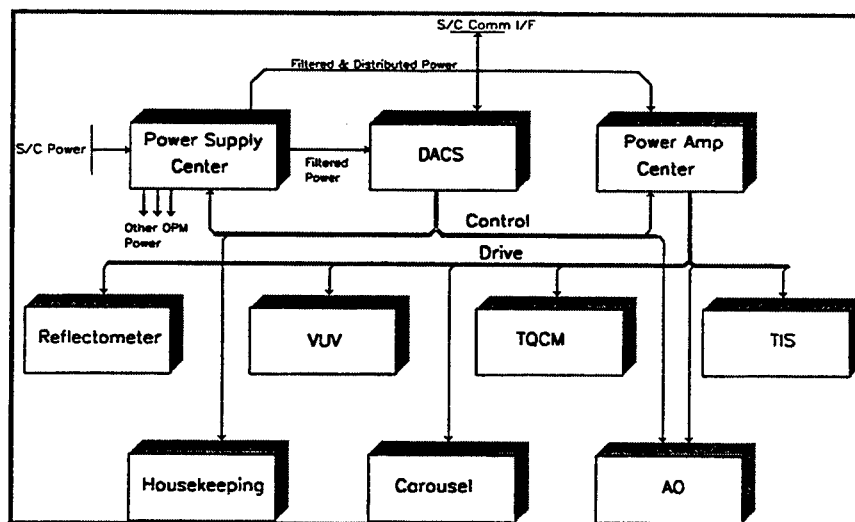 S/C Comm I/F
Filtered & Distributed Power
S/C Power
Power Supply
Center
Filtered
Power
DACS
Power Amp
Center
Other OPM
Power
Control
Drive
Reflectometer
VUV
TQCM
TIS
Housekeeping
Carousel
AO